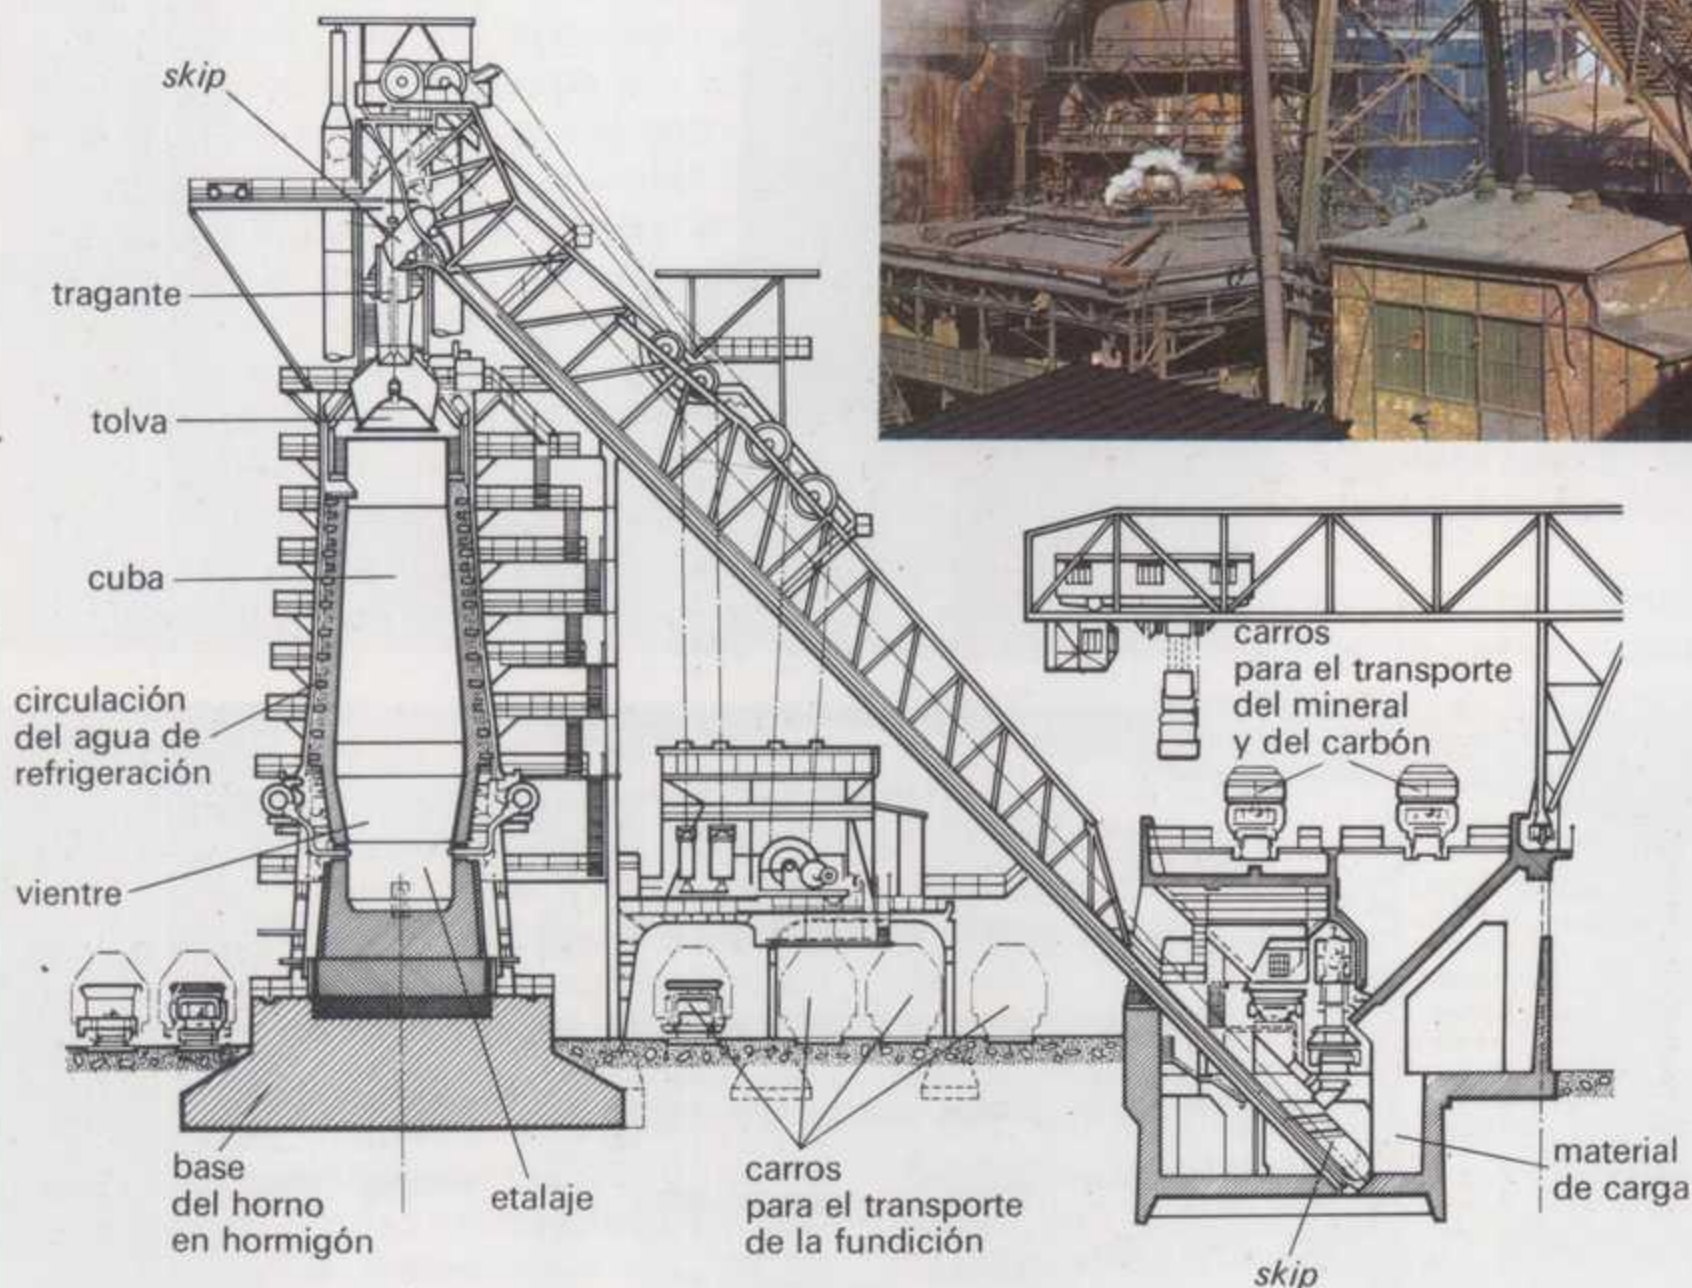 skip
tragante
tolva
cuba
circulación
del agua de
refrigeración
vientre
base
del horno
en hormigón
etalaje
carros
para el transporte
de la fundición
carros
para el transporte
del mineral
y del carbón
material
de carga
skip